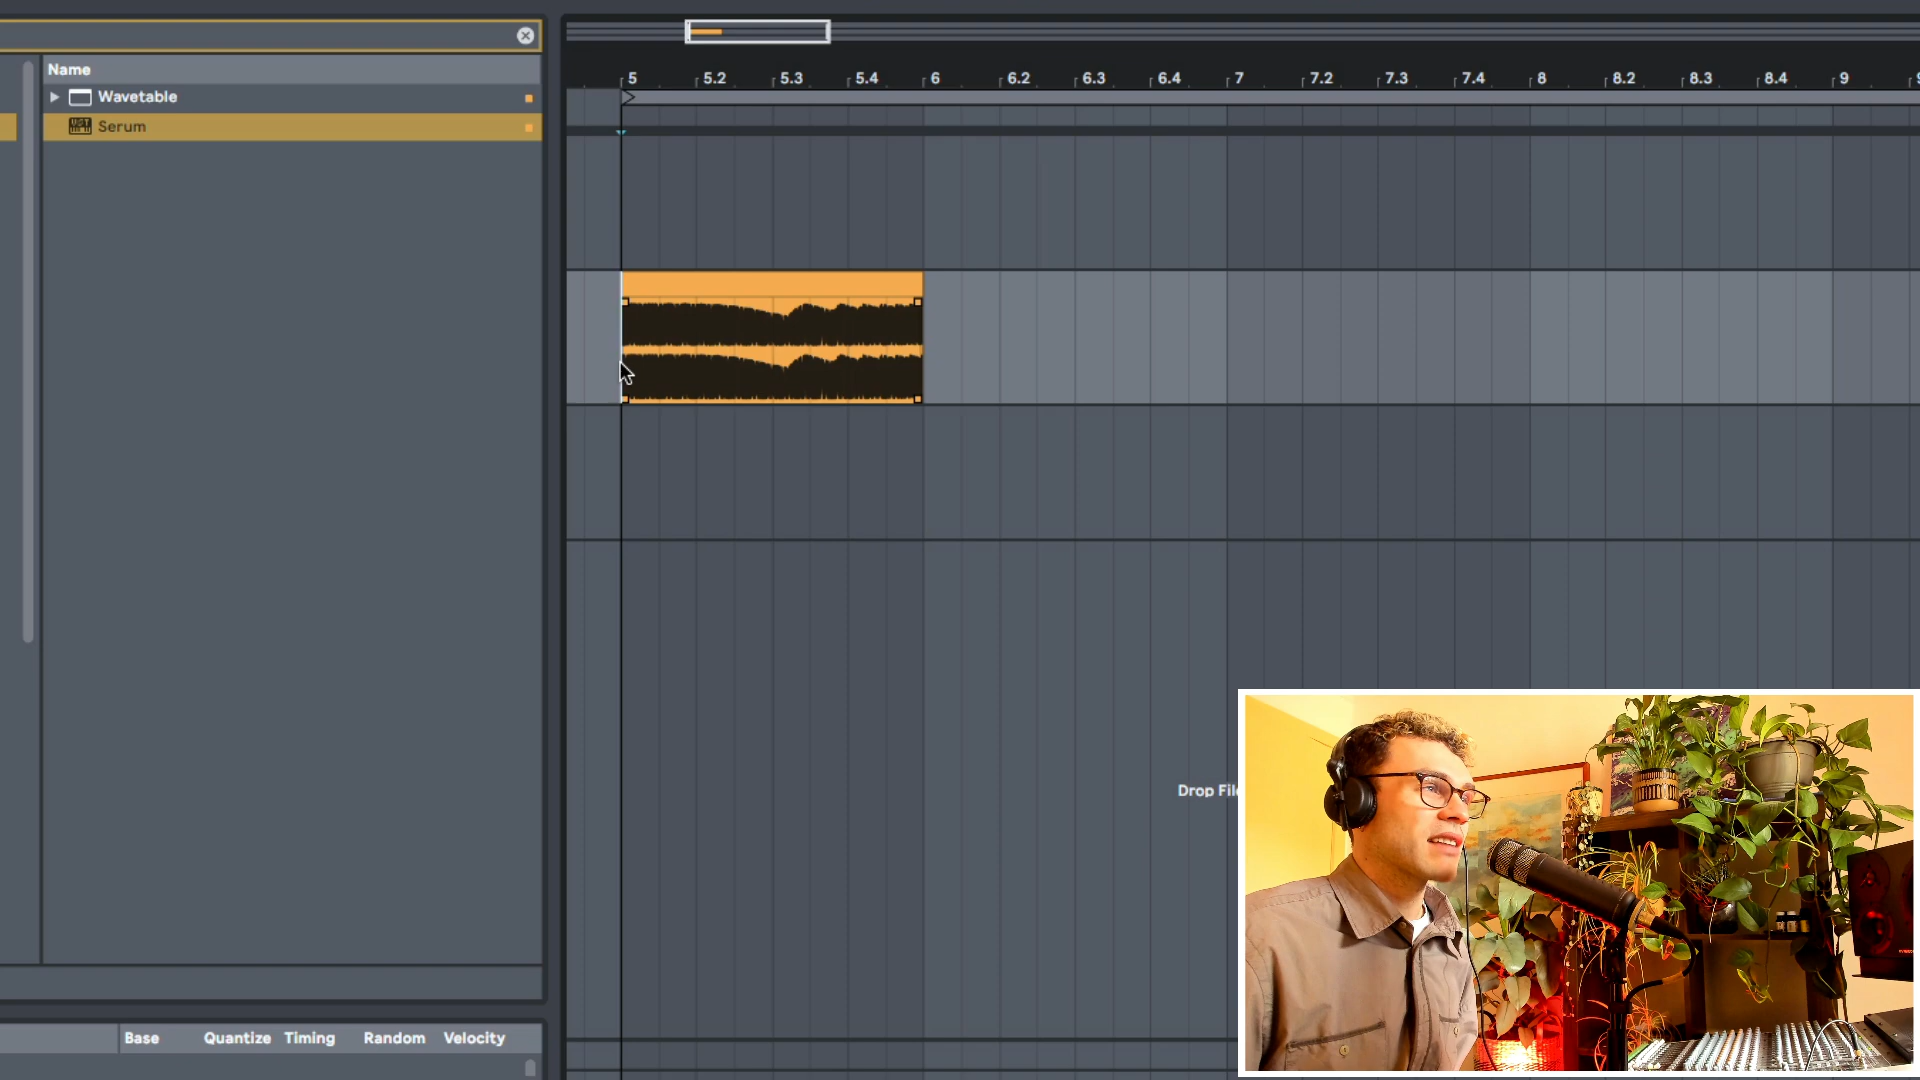 Name
Wavetable
Serum
5 5.2 5.3 5.4 6 6.2 6.3 6.4 7 7.2 7.3 7.4 8 8.2 8.3 8.4 9
Drop File
Base Quantize Timing Random Velocity